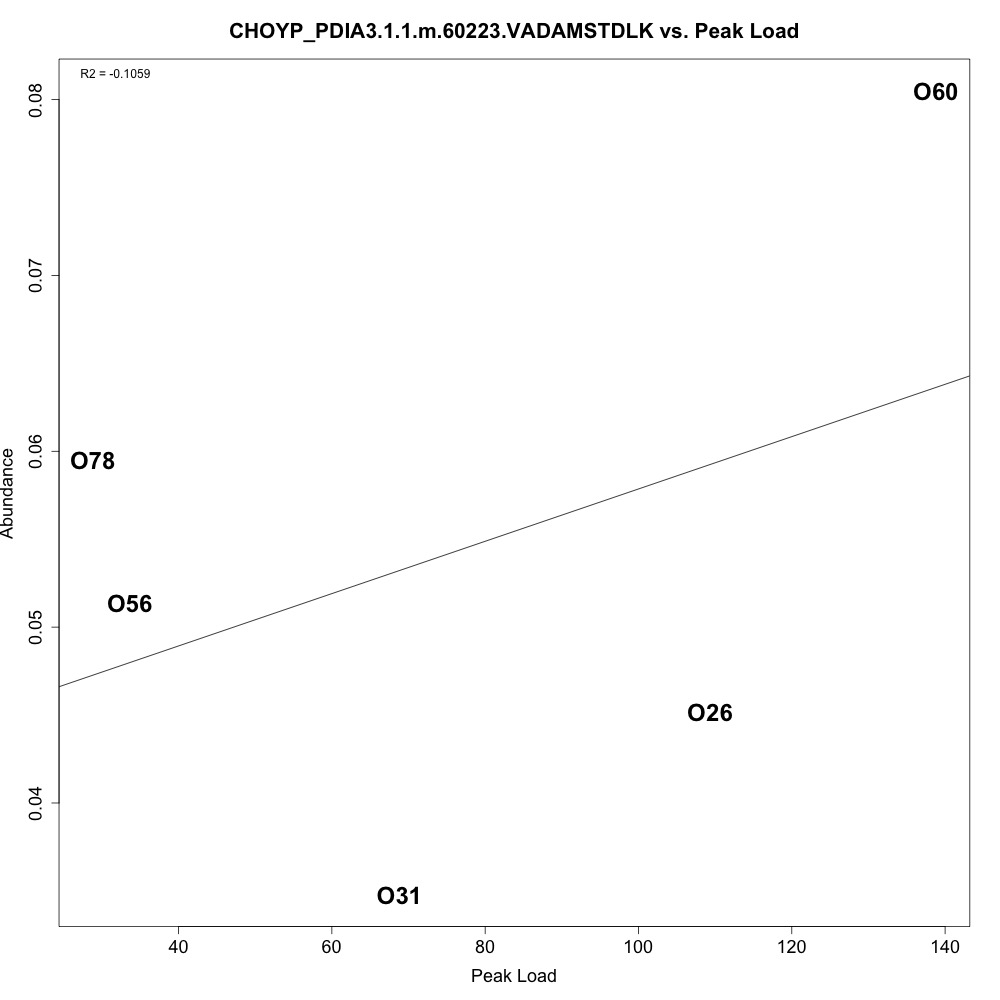 CHOYP_PDIA3.1.1.m.60223.VADAMSTDLK vs. Peak Load
R2 = -0.1059
O60
O78
O56
O26
O31
0.08
0.07
0.06
0.05
0.04
Abundance
40 60 80 100 120 140
Peak Load